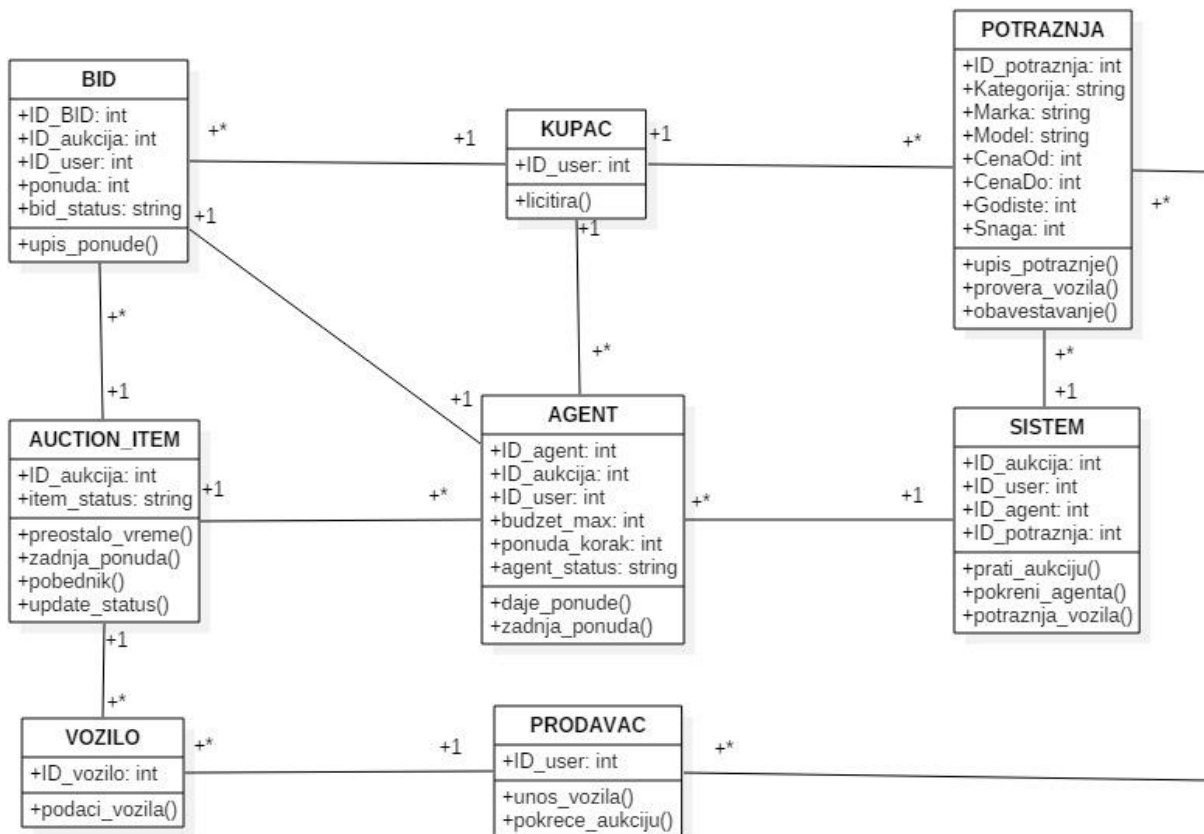 BID
+ID_BID: int
+ID_aukcija: int
+ID_user: int
+ponuda: int
+bid_status: string
+upis_ponude()
+*
+1
KUPAC
+ID_user: int
+licitira()
+1
+*
POTRAZNJA
+ID_potraznja: int
+Kategorija: string
+Marka: string
+Model: string
+CenaOd: int
+CenaDo: int
+Godiste: int
+Snaga: int
+upis_potraznje()
+provera_vozila()
+obavestavanje()
+*
+1
+1
+*
+1
+*
+1
+*
+1
+*
+1
AUCTION_ITEM
+ID_aukcija: int
+item_status: string
+preostalo_vreme()
+zadnja_ponuda()
+pobednik()
+update_status()
+1
+*
AGENT
+ID_agent: int
+ID_aukcija: int
+ID_user: int
+budzet_max: int
+ponuda_korak: int
+agent_status: string
+daje_ponude()
+zadnja_ponuda()
+*
+1
SISTEM
+ID_aukcija: int
+ID_user: int
+ID_agent: int
+ID_potraznja: int
+prati_aukciju()
+pokreni_agenta()
+potraznja_vozila()
+1
+*
VOZILO
+ID_vozilo: int
+podaci_vozila()
+*
+1
PRODAVAC
+ID_user: int
+unos_vozila()
+pokrece_aukciju()
+*